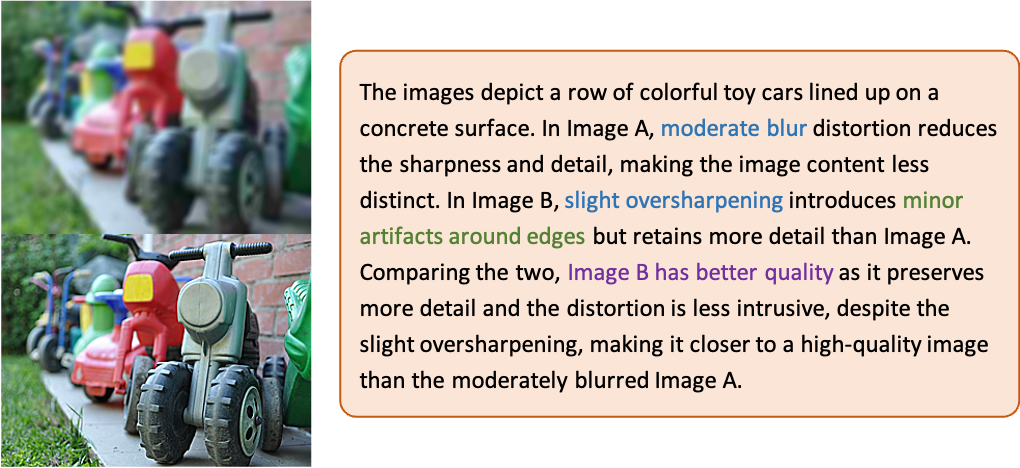 The images depict a row of colorful toy cars lined up on a
concrete surface. In Image A, moderate blur distortion reduces
the sharpness and detail, making the image content less
distinct. In Image B, slight oversharpening introduces minor
artifacts around edges but retains more detail than Image A.
Comparing the two, Image B has better quality as it preserves
more detail and the distortion is less intrusive, despite the
slight oversharpening, making it closer to a high-quality image
than the moderately blurred Image A.